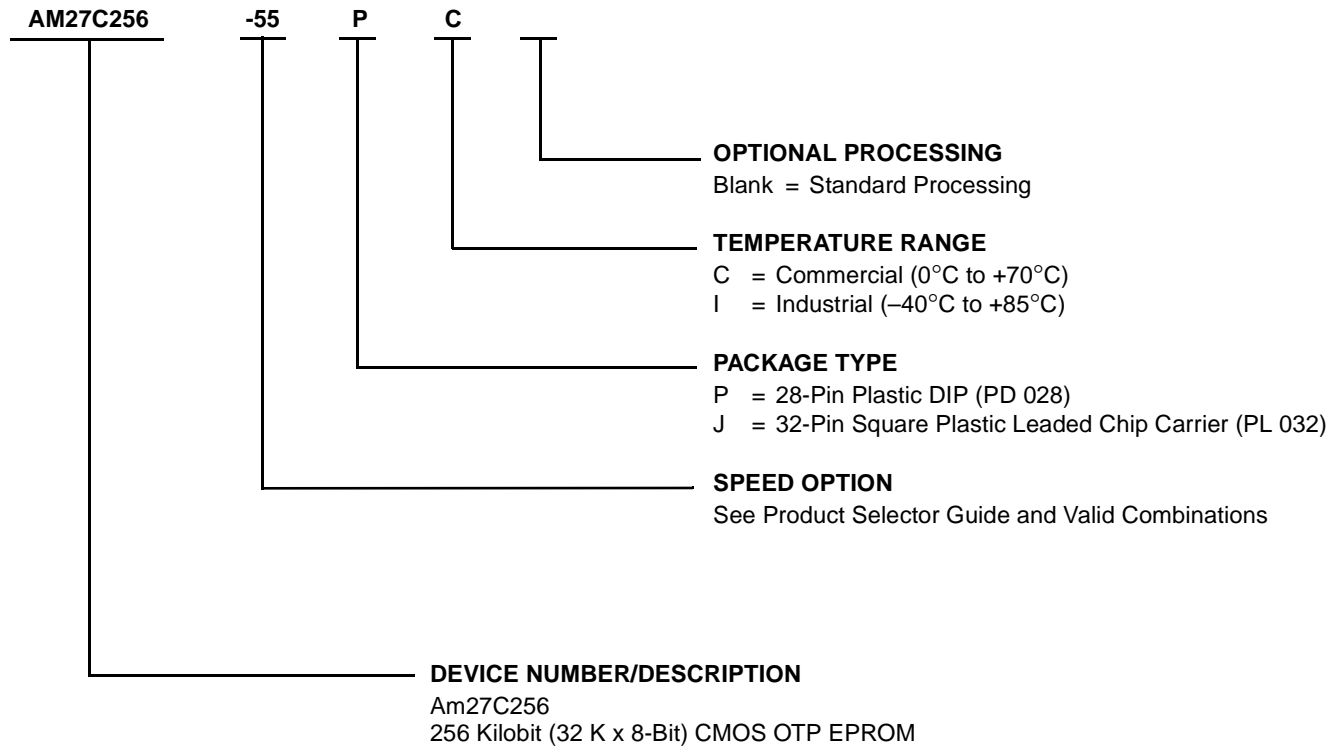 AM27C256 -55 P C
OPTIONAL PROCESSING
Blank = Standard Processing
TEMPERATURE RANGE
C = Commercial (0°C to +70°C)
I = Industrial (–40°C to +85°C)
PACKAGE TYPE
P = 28-Pin Plastic DIP (PD 028)
J = 32-Pin Square Plastic Leaded Chip Carrier (PL 032)
SPEED OPTION
See Product Selector Guide and Valid Combinations
DEVICE NUMBER/DESCRIPTION
Am27C256
256 Kilobit (32 K x 8-Bit) CMOS OTP EPROM